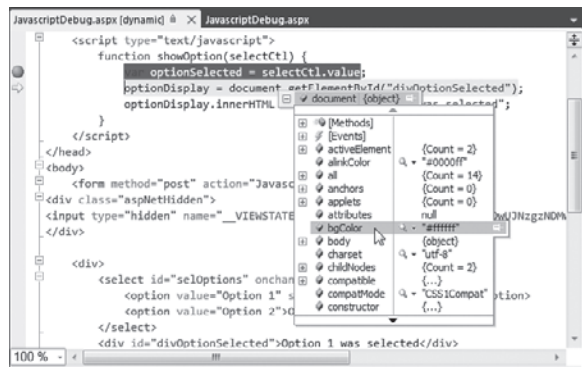 JavascriptDebug.aspx [dynamic] JavascriptDebug.aspx
<script type="text/javascript">
function showOption(selectCtl) {
var optionSelected = selectCtl.value;
optionDisplay = document.getElementById("divOptionSelected");
optionDisplay.innerHTML was selected";
}
</script>
</head>
<body>
<form method="post" action="Javasc
<div class="aspNetHidden">
<input type="hidden" name="__VIEWSTATE
</div>
<div>
<select id="selOptions" onchan
<option value="Option 1" s tion>
<option value="Option 2">O
</select>
<div id="divOptionSelected">Option 1 was selected</div>
document {object}
[Methods]
[Events]
activeElement {Count = 2}
alinkColor "#0000ff"
all {Count = 14}
anchors {Count = 0}
applets {Count = 0}
attributes null
bgColor "#ffffff"
body {object}
charset "utf-8"
childNodes {Count = 2}
compatible {...}
compatMode "CSS1Compat"
constructor {...}
100 %